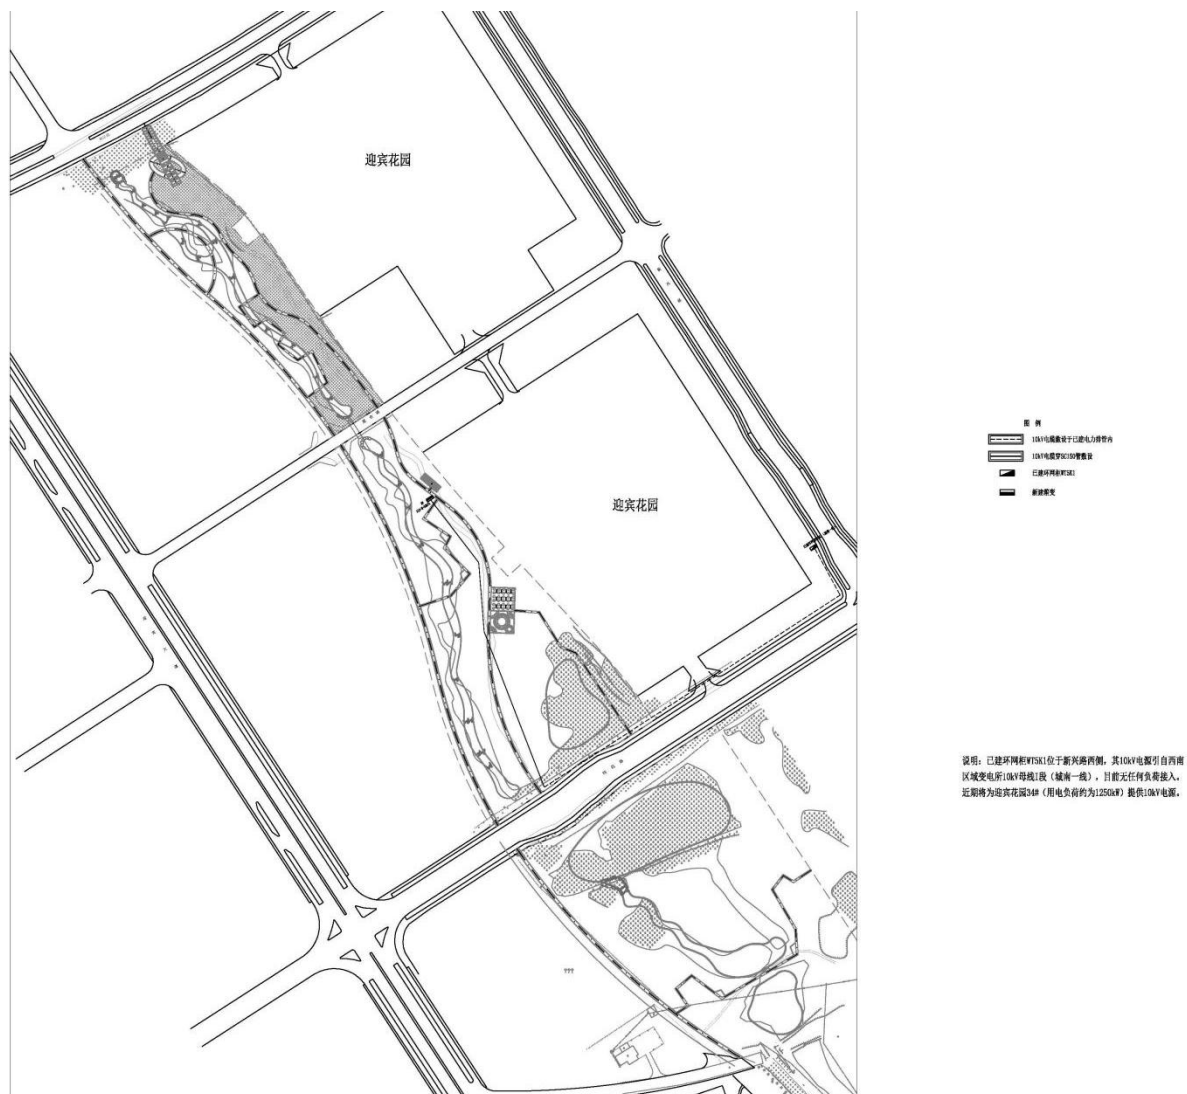 迎宾花园
迎宾花园
图 例
10kV电缆敷设于已建电力排管内
10kV电缆穿SC150管敷设
已建环网柜WT5K1
新建箱变
说明：已建环网柜WT5K1位于新兴路西侧，其10kV电源引自西南
区域变电所10kV母线I段（城南一线），目前无任何负荷接入。
近期将为迎宾花园34#（用电负荷约为1250kW）提供10kV电源。
???